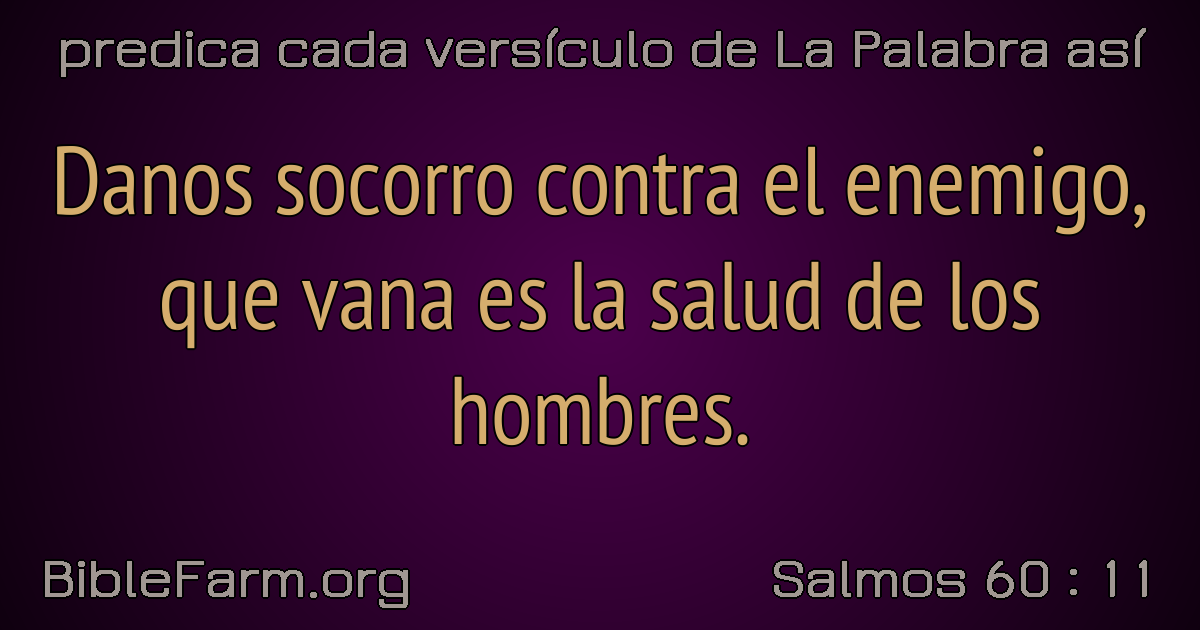 predica cada versículo de La Palabra así
Danos socorro contra el enemigo,
que vana es la salud de los
hombres.
BibleFarm.org
Salmos 60 : 11